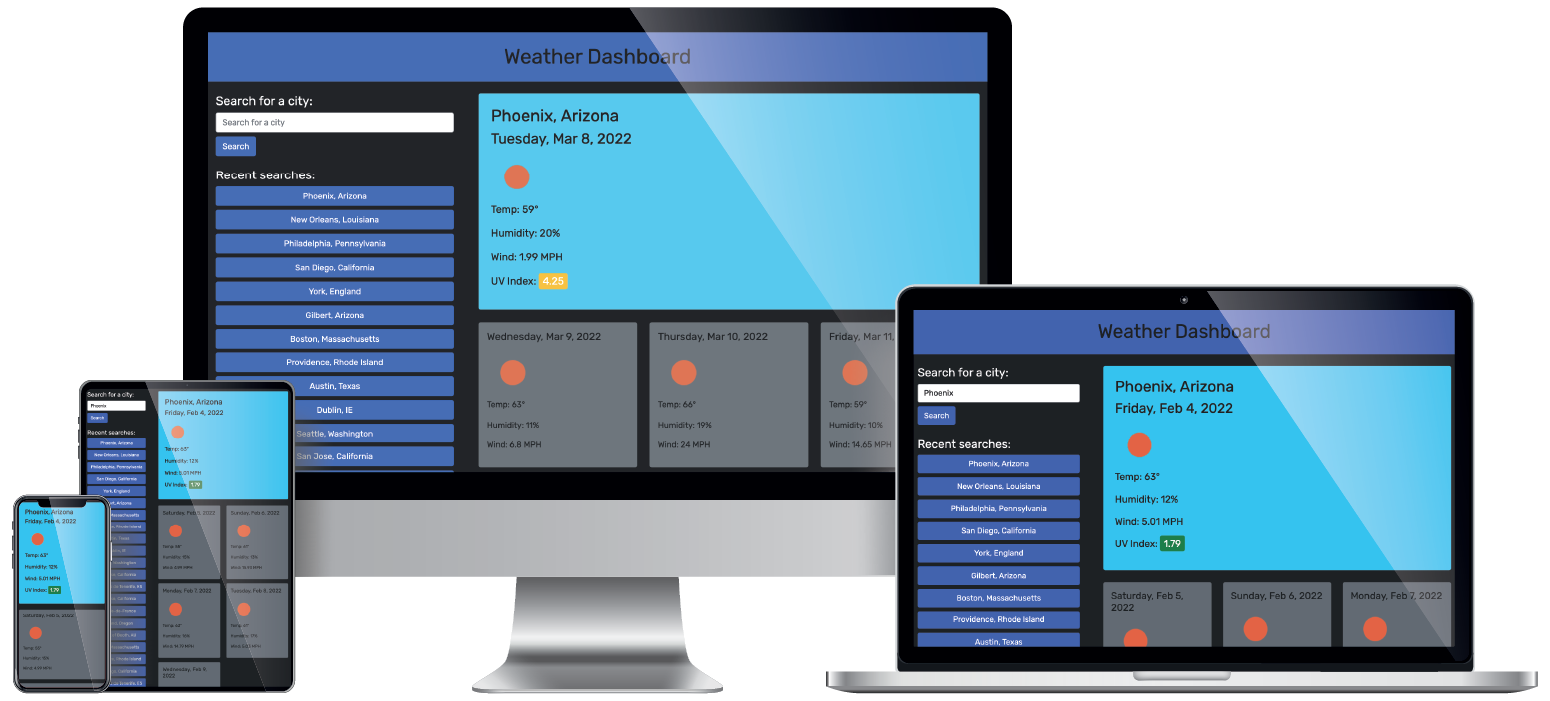 Weather Dashboard
Search for a city:
Search for a city
Search
Recent searches:
Phoenix, Arizona
New Orleans, Louisiana
Philadelphia, Pennsylvania
San Diego, California
York, England
Gilbert, Arizona
Boston, Massachusetts
Providence, Rhode Island
Austin, Texas
Dublin, IE
Seattle, Washington
San Jose, California
Phoenix, Arizona
Tuesday, Mar 8, 2022
Temp: 59°
Humidity: 20%
Wind: 1.99 MPH
UV Index: 4.25
Wednesday, Mar 9, 2022
Temp: 63°
Humidity: 11%
Wind: 6.8 MPH
Thursday, Mar 10, 2022
Temp: 66°
Humidity: 19%
Wind: 24 MPH
Friday, Mar 11,
Temp: 59°
Humidity: 10%
Wind: 14.65 MPH
Weather Dashboard
Search for a city:
Phoenix
Search
Recent searches:
Phoenix, Arizona
New Orleans, Louisiana
Philadelphia, Pennsylvania
San Diego, California
York, England
Gilbert, Arizona
Boston, Massachusetts
Providence, Rhode Island
Austin, Texas
Phoenix, Arizona
Friday, Feb 4, 2022
Temp: 63°
Humidity: 12%
Wind: 5.01 MPH
UV Index: 1.79
Saturday, Feb 5,
2022
Sunday, Feb 6, 2022
Monday, Feb 7, 2022
Search for a city:
Phoenix
Search
Recent searches:
Phoenix, Arizona
New Orleans, Louisiana
Philadelphia, Pennsylvania
San Diego, California
York, England
Phoenix, Arizona
Friday, Feb 4, 2022
Temp: 63°
Humidity: 12%
Wind: 5.01 MPH
UV Index: 1.79
Saturday, Feb 5, 2022
Sunday, Feb 6, 2022
Monday, Feb 7, 2022
Tuesday, Feb 8, 2022
Wednesday, Feb 9,
2022
Phoenix, Arizona
Friday, Feb 4, 2022
Temp: 63°
Humidity: 12%
Wind: 5.01 MPH
UV Index: 1.79
Saturday, Feb 5, 2022